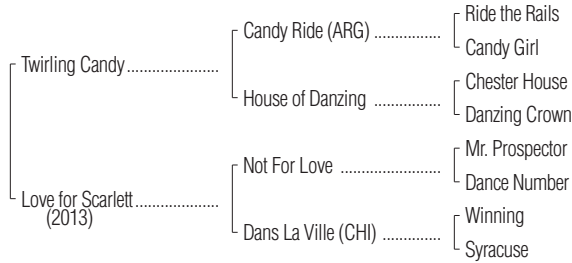 Ride the Rails
Candy Ride (ARG) ................
Candy Girl
Twirling Candy ......................
Chester House
House of Danzing ................
Danzing Crown
Mr. Prospector
Not For Love ........................
Dance Number
Love for Scarlett ....................
(2013)
Winning
Dans La Ville (CHI) ..............
Syracuse